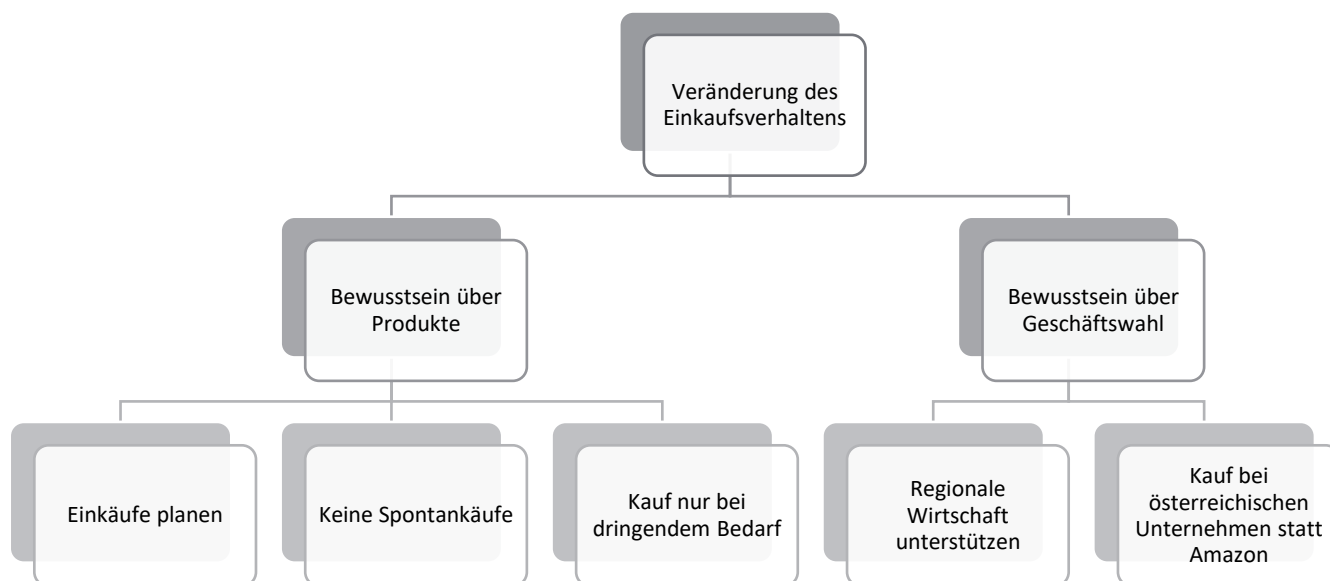 Veränderung des
Einkaufsverhaltens
Bewusstsein über
Produkte
Bewusstsein über
Geschäftswahl
Einkäufe planen
Keine Spontankäufe
Kauf nur bei
dringendem Bedarf
Regionale
Wirtschaft
unterstützen
Kauf bei
österreichischen
Unternehmen statt
Amazon